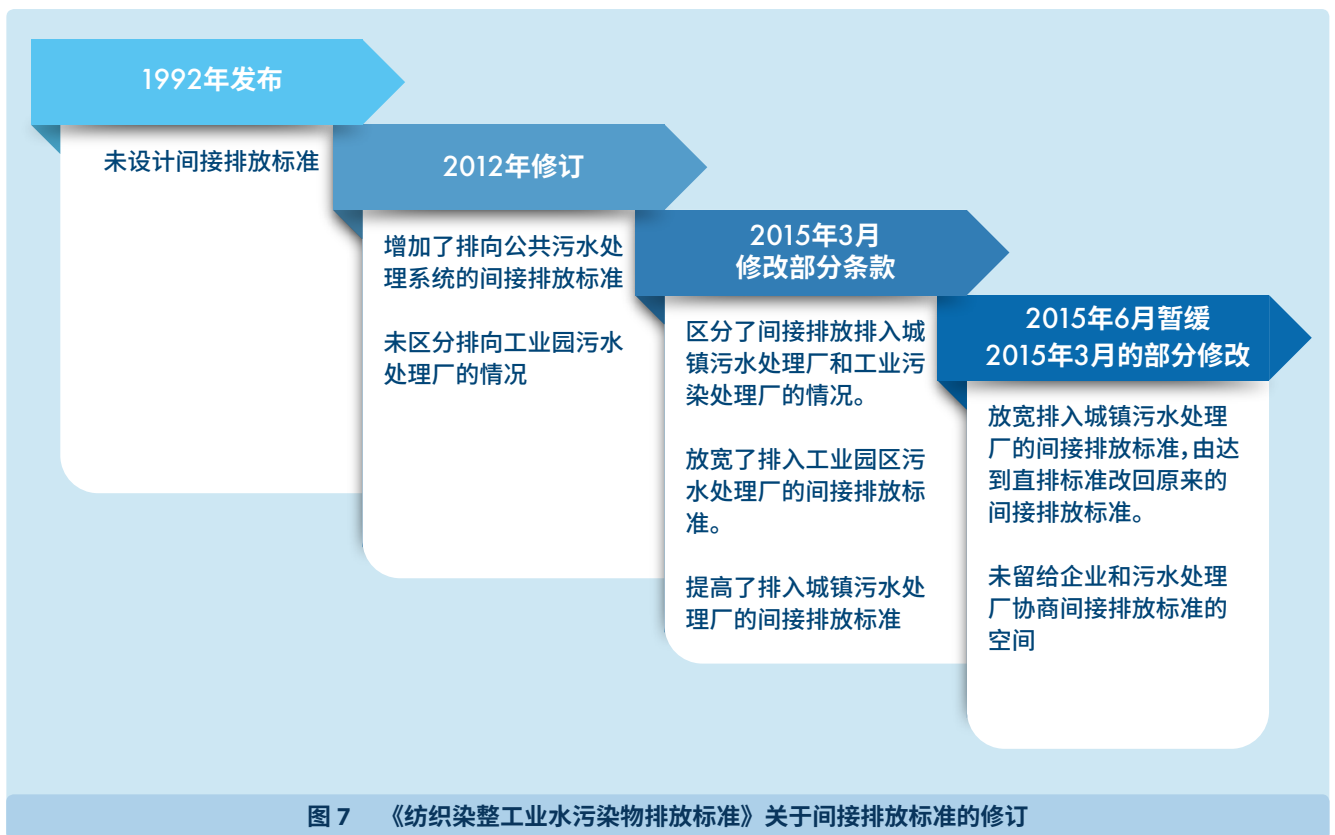 1992年发布
未设计间接排放标准
2012年修订
增加了排向公共污水处
理系统的间接排放标准
未区分排向工业园污水
处理厂的情况
2015年3月
修改部分条款
区分了间接排放排入城
镇污水处理厂和工业污
染处理厂的情况。
放宽了排入工业园区污
水处理厂的间接排放标
准。
提高了排入城镇污水处
理厂的间接排放标准
2015年6月暂缓
2015年3月的部分修改
放宽排入城镇污水处理
厂的间接排放标准，由达
到直排标准改回原来的
间接排放标准。
未留给企业和污水处理
厂协商间接排放标准的
空间
图 7 《纺织染整工业水污染物排放标准》关于间接排放标准的修订